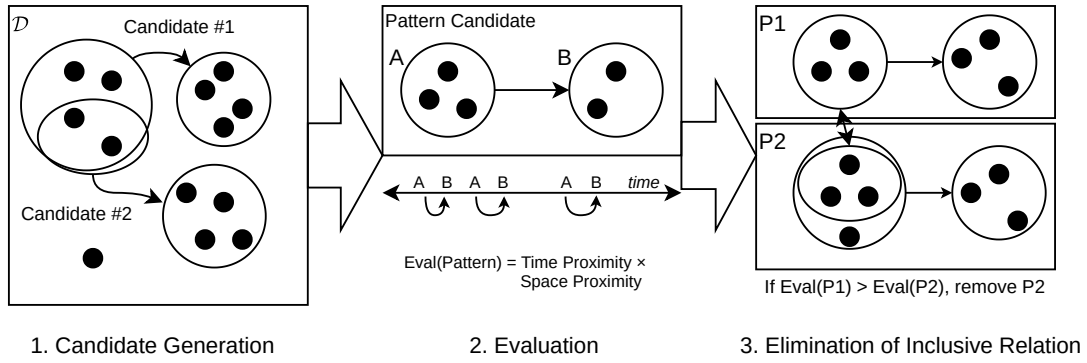 𝒟
Candidate #1
Candidate #2
1. Candidate Generation
Pattern Candidate
A
B
A B A B A B time
Eval(Pattern) = Time Proximity ×
Space Proximity
2. Evaluation
P1
P2
If Eval(P1) > Eval(P2), remove P2
3. Elimination of Inclusive Relation